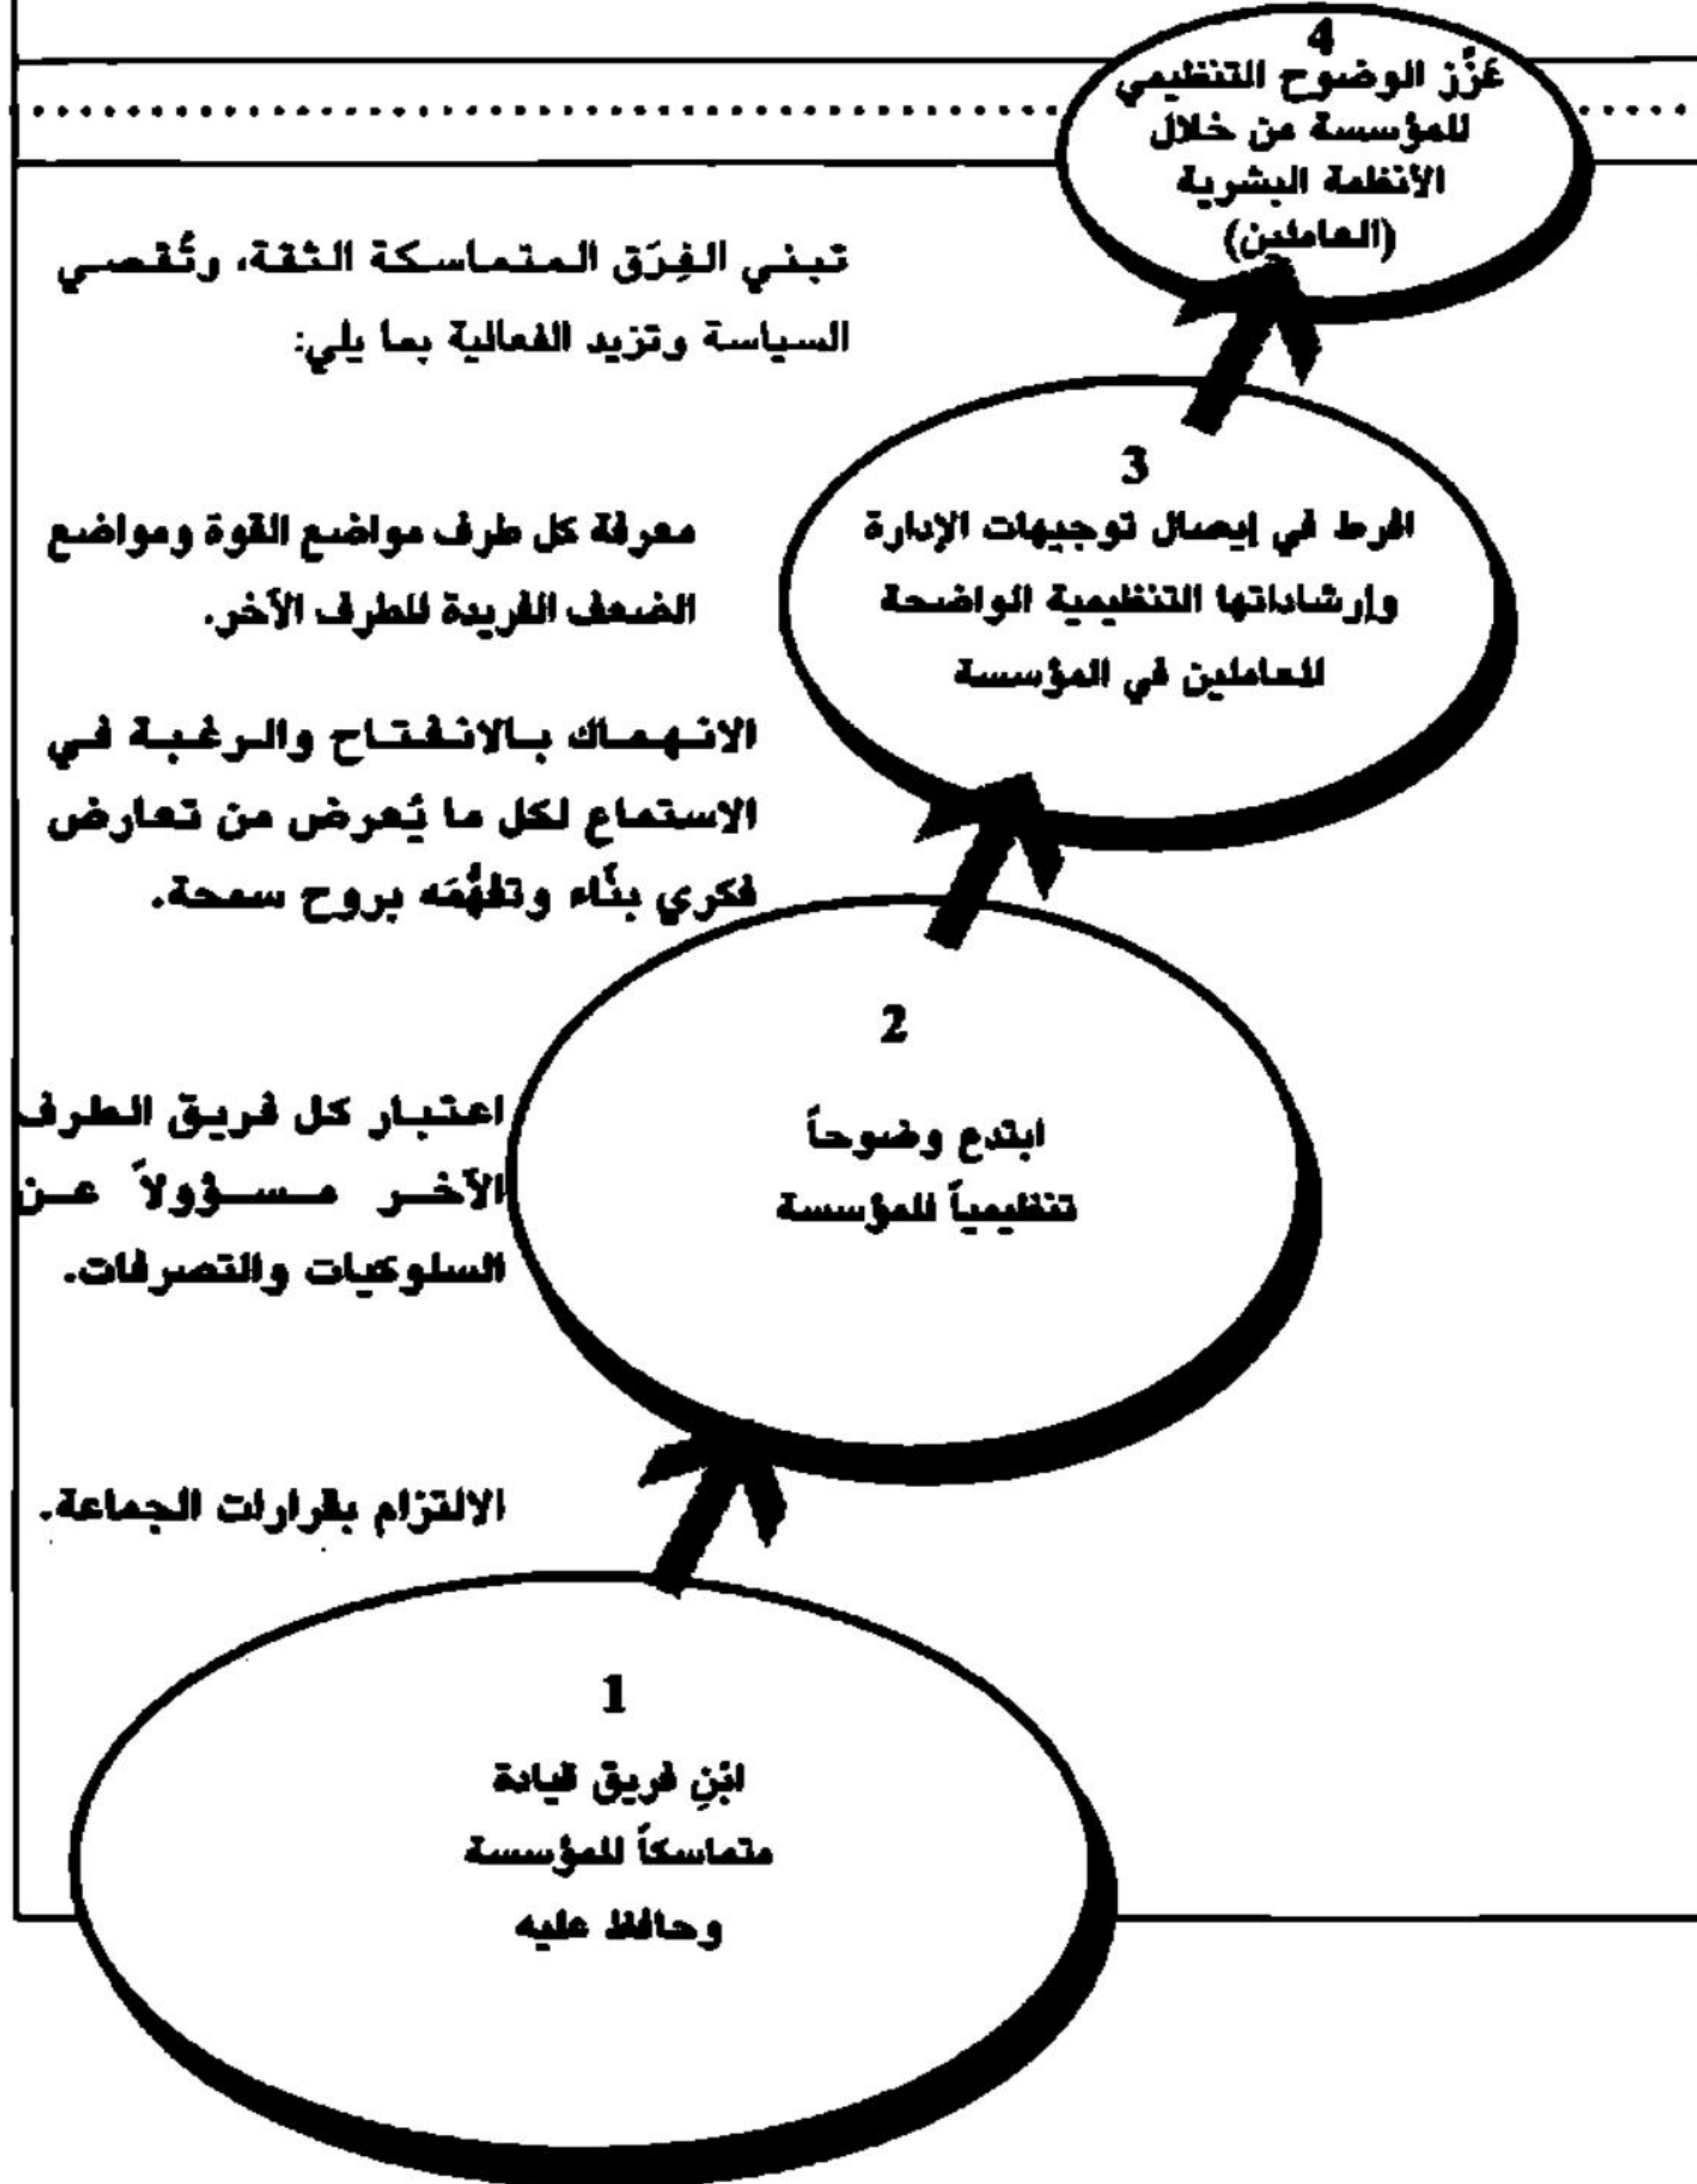 4
عَزِّز الوضوح التنظيمي
للمؤسسة من خلال
الأنظمة البشرية
(العاملين)
تبني الفِرَق المتماسكة الثقة، وتُقصي
السياسة وتزيد الفعالية بما يلي:
3
افرط في إيصال توجيهات الإدارة
وإرشاداتها التنظيمية الواضحة
للعاملين في المؤسسة
معرفة كل طرف مواضع القوة ومواضع
الضعف الفريدة للطرف الآخر.
الانهماك بالانفتاح والرغبة في
الاستماع لكل ما يُعرض من تعارض
فكري بنّاء وتفهُّمَه بروح سمحة.
2
ابتدع وضوحاً
تنظيمياً للمؤسسة
اعتبار كل فريق الطرف
الآخر مسؤولاً عن
السلوكيات والتصرفات.
الالتزام بقرارات الجماعة.
1
ابْنِ فريق قيادة
متماسكاً للمؤسسة
وحافظ عليه